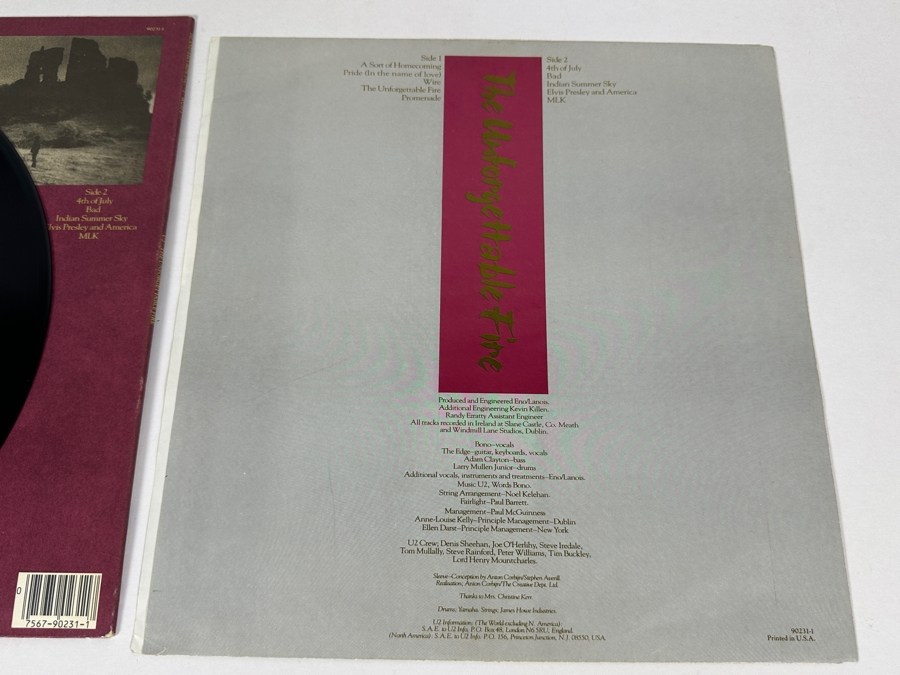 90231-1
Side 2
4th of July
Bad
Indian Summer Sky
lvis Presley and America
MLK
0
7567-90231-1
Side 1
A Sort of Homecoming
Pride (In the name of love)
Wire
The Unforgettable Fire
Promenade
The Unforgettable Fire
Side 2
4th of July
Bad
Indian Summer Sky
Elvis Presley and America
MLK
Produced and Engineered Eno/Lanois.
Additional Engineering Kevin Killen.
Randy Erratty Assistant Engineer
All tracks recorded in Ireland at Slane Castle, Co. Meath
and Windmill Lane Studios, Dublin.
Bono–vocals
The Edge–guitar, keyboards, vocals
Adam Clayton–bass
Larry Mullen Junior–drums
Additional vocals, instruments and treatments–Eno/Lanois.
Music U2, Words Bono.
String Arrangement–Noel Kelehan.
Fairlight–Paul Barrett.
Management–Paul McGuinness
Anne-Louise Kelly–Principle Management–Dublin
Ellen Darst–Principle Management–New York
U2 Crew; Denis Sheehan, Joe O'Herlihy, Steve Iredale,
Tom Mullally, Steve Rainford, Peter Williams, Tim Buckley,
Lord Henry Mountcharles.
Sleeve–Conception by Anton Corbijn/Stephen Averill.
Realisation; Anton Corbijn/The Creative Dept. Ltd.
Thanks to Mrs. Christine Kerr.
Drums; Yamaha. Strings; James Howe Industries.
U2 Information: (The World excluding N. America):
S.A.E. to U2 Info, P.O. Box 48, London N6 5RU, England.
(North America) : S.A.E. to U2 Info. P.O. 156, Princeton Junction, N.J. 08550, USA.
90231-1
Printed in U.S.A.